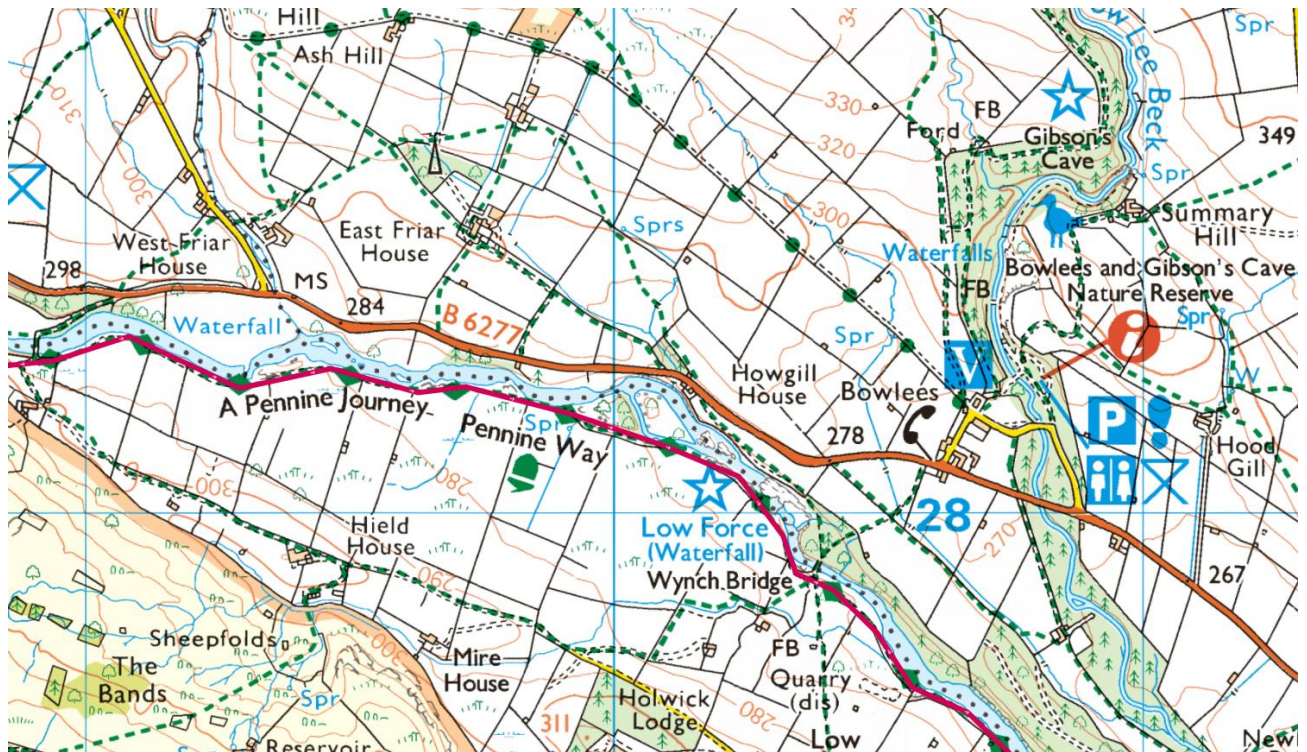 Hill
Ash Hill
310
300
West Friar
House
298
MS
284
East Friar
House
B 6277
Waterfall
A Pennine Journey
Pennine Way
Spr
280
300
Hield
House
290
300
Sheepfolds
The
Bands
Spr
Reservoir
Mire
House
311
Holwick
Lodge
Low Force
(Waterfall)
Wynch Bridge
FB
Quarry
(dis)
280
Low
Sprs
330
320
300
Ford
FB
Gibson's
Cave
Lee Beck
Spr
349
Spr
Summary
Hill
Waterfalls
FB
Bowlees and Gibson's Cave
Nature Reserve
Spr
i
W
Spr
V
Bowlees
Howgill
House
278
P
Hood
Gill
28
270
267